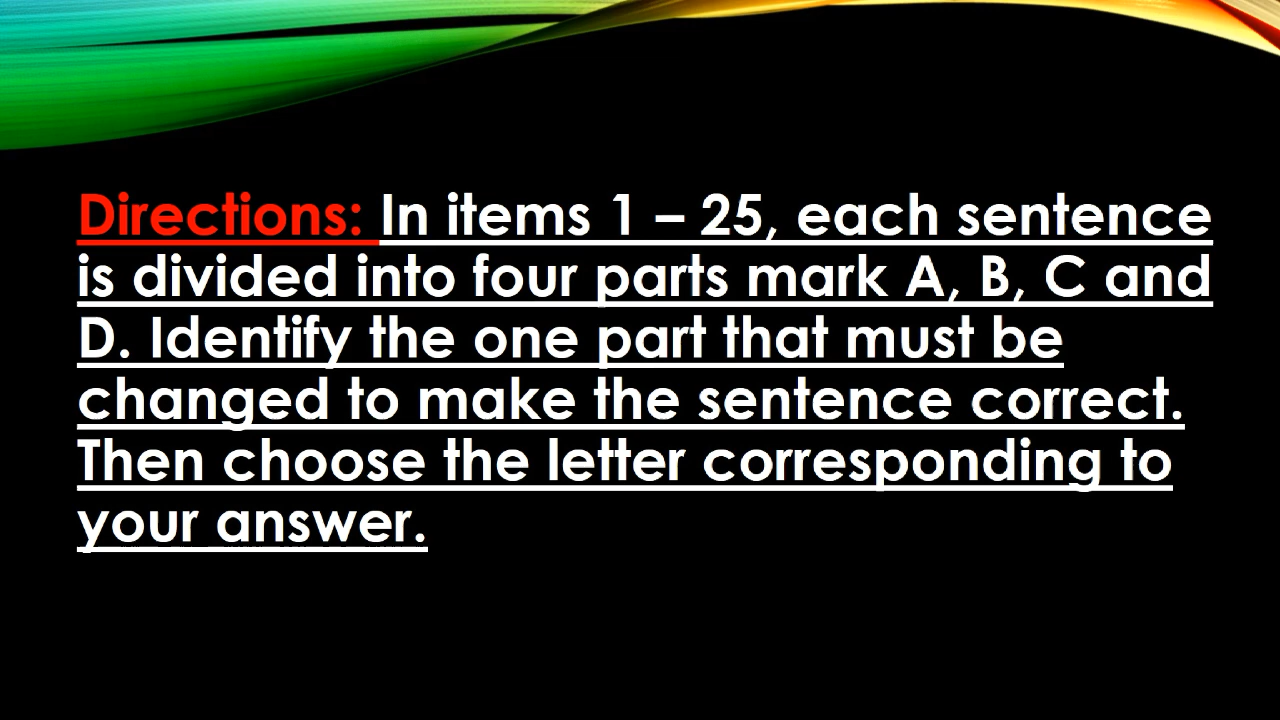 Directions: In items 1 – 25, each sentence
is divided into four parts mark A, B, C and
D. Identify the one part that must be
changed to make the sentence correct.
Then choose the letter corresponding to
your answer.